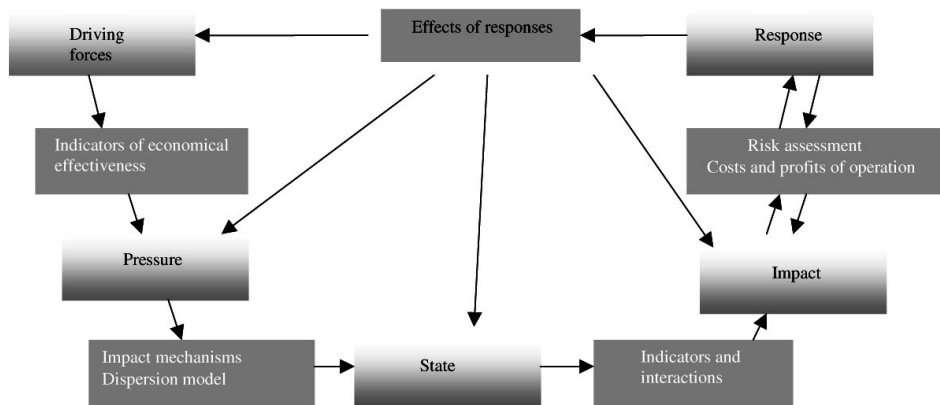 Driving
forces
Effects of responses
Response
Indicators of economical
effectiveness
Risk assessment
Costs and profits of operation
Pressure
Impact
Impact mechanisms
Dispersion model
State
Indicators and
interactions